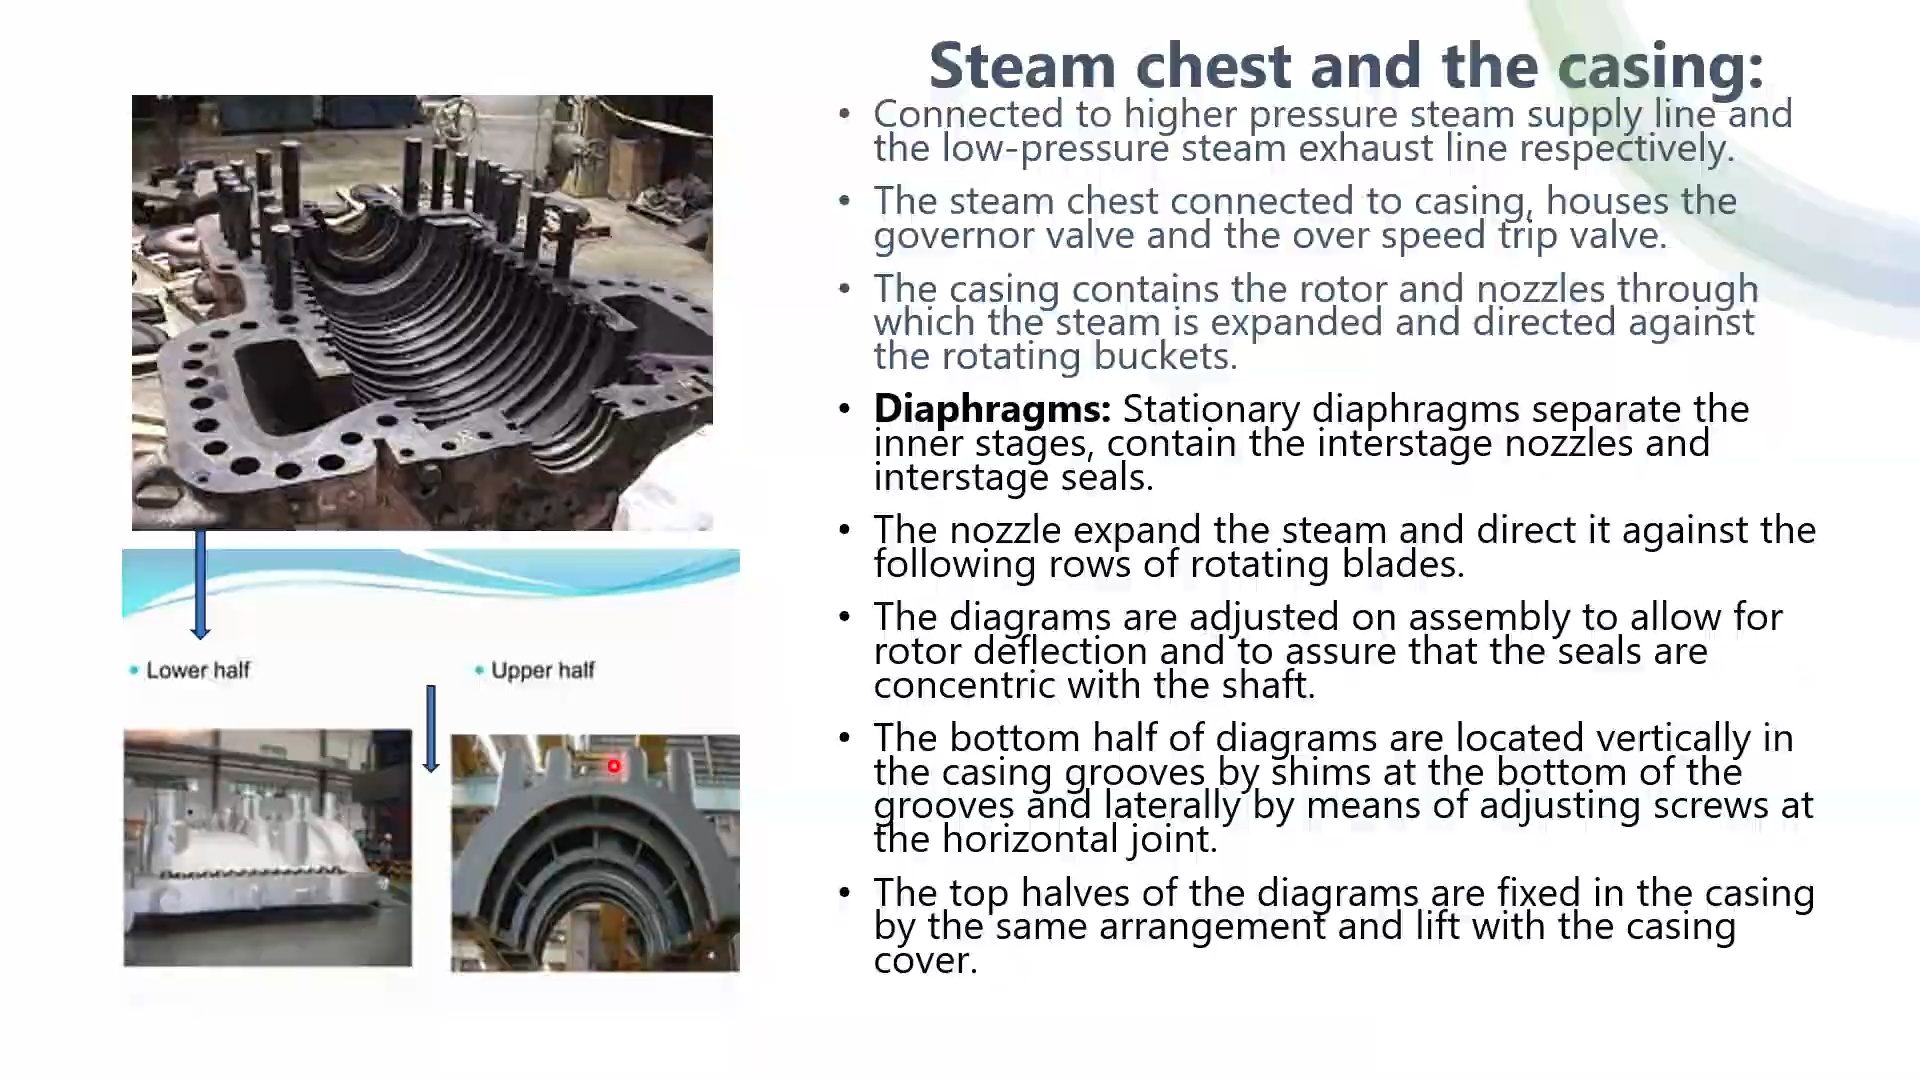 Steam chest and the casing:
• Connected to higher pressure steam supply line and
the low-pressure steam exhaust line respectively.
• The steam chest connected to casing, houses the
governor valve and the over speed trip valve.
• The casing contains the rotor and nozzles through
which the steam is expanded and directed against
the rotating buckets.
• Diaphragms: Stationary diaphragms separate the
inner stages, contain the interstage nozzles and
interstage seals.
• The nozzle expand the steam and direct it against the
following rows of rotating blades.
• The diagrams are adjusted on assembly to allow for
rotor deflection and to assure that the seals are
concentric with the shaft.
• The bottom half of diagrams are located vertically in
the casing grooves by shims at the bottom of the
grooves and laterally by means of adjusting screws at
the horizontal joint.
• The top halves of the diagrams are fixed in the casing
by the same arrangement and lift with the casing
cover.
• Lower half
• Upper half